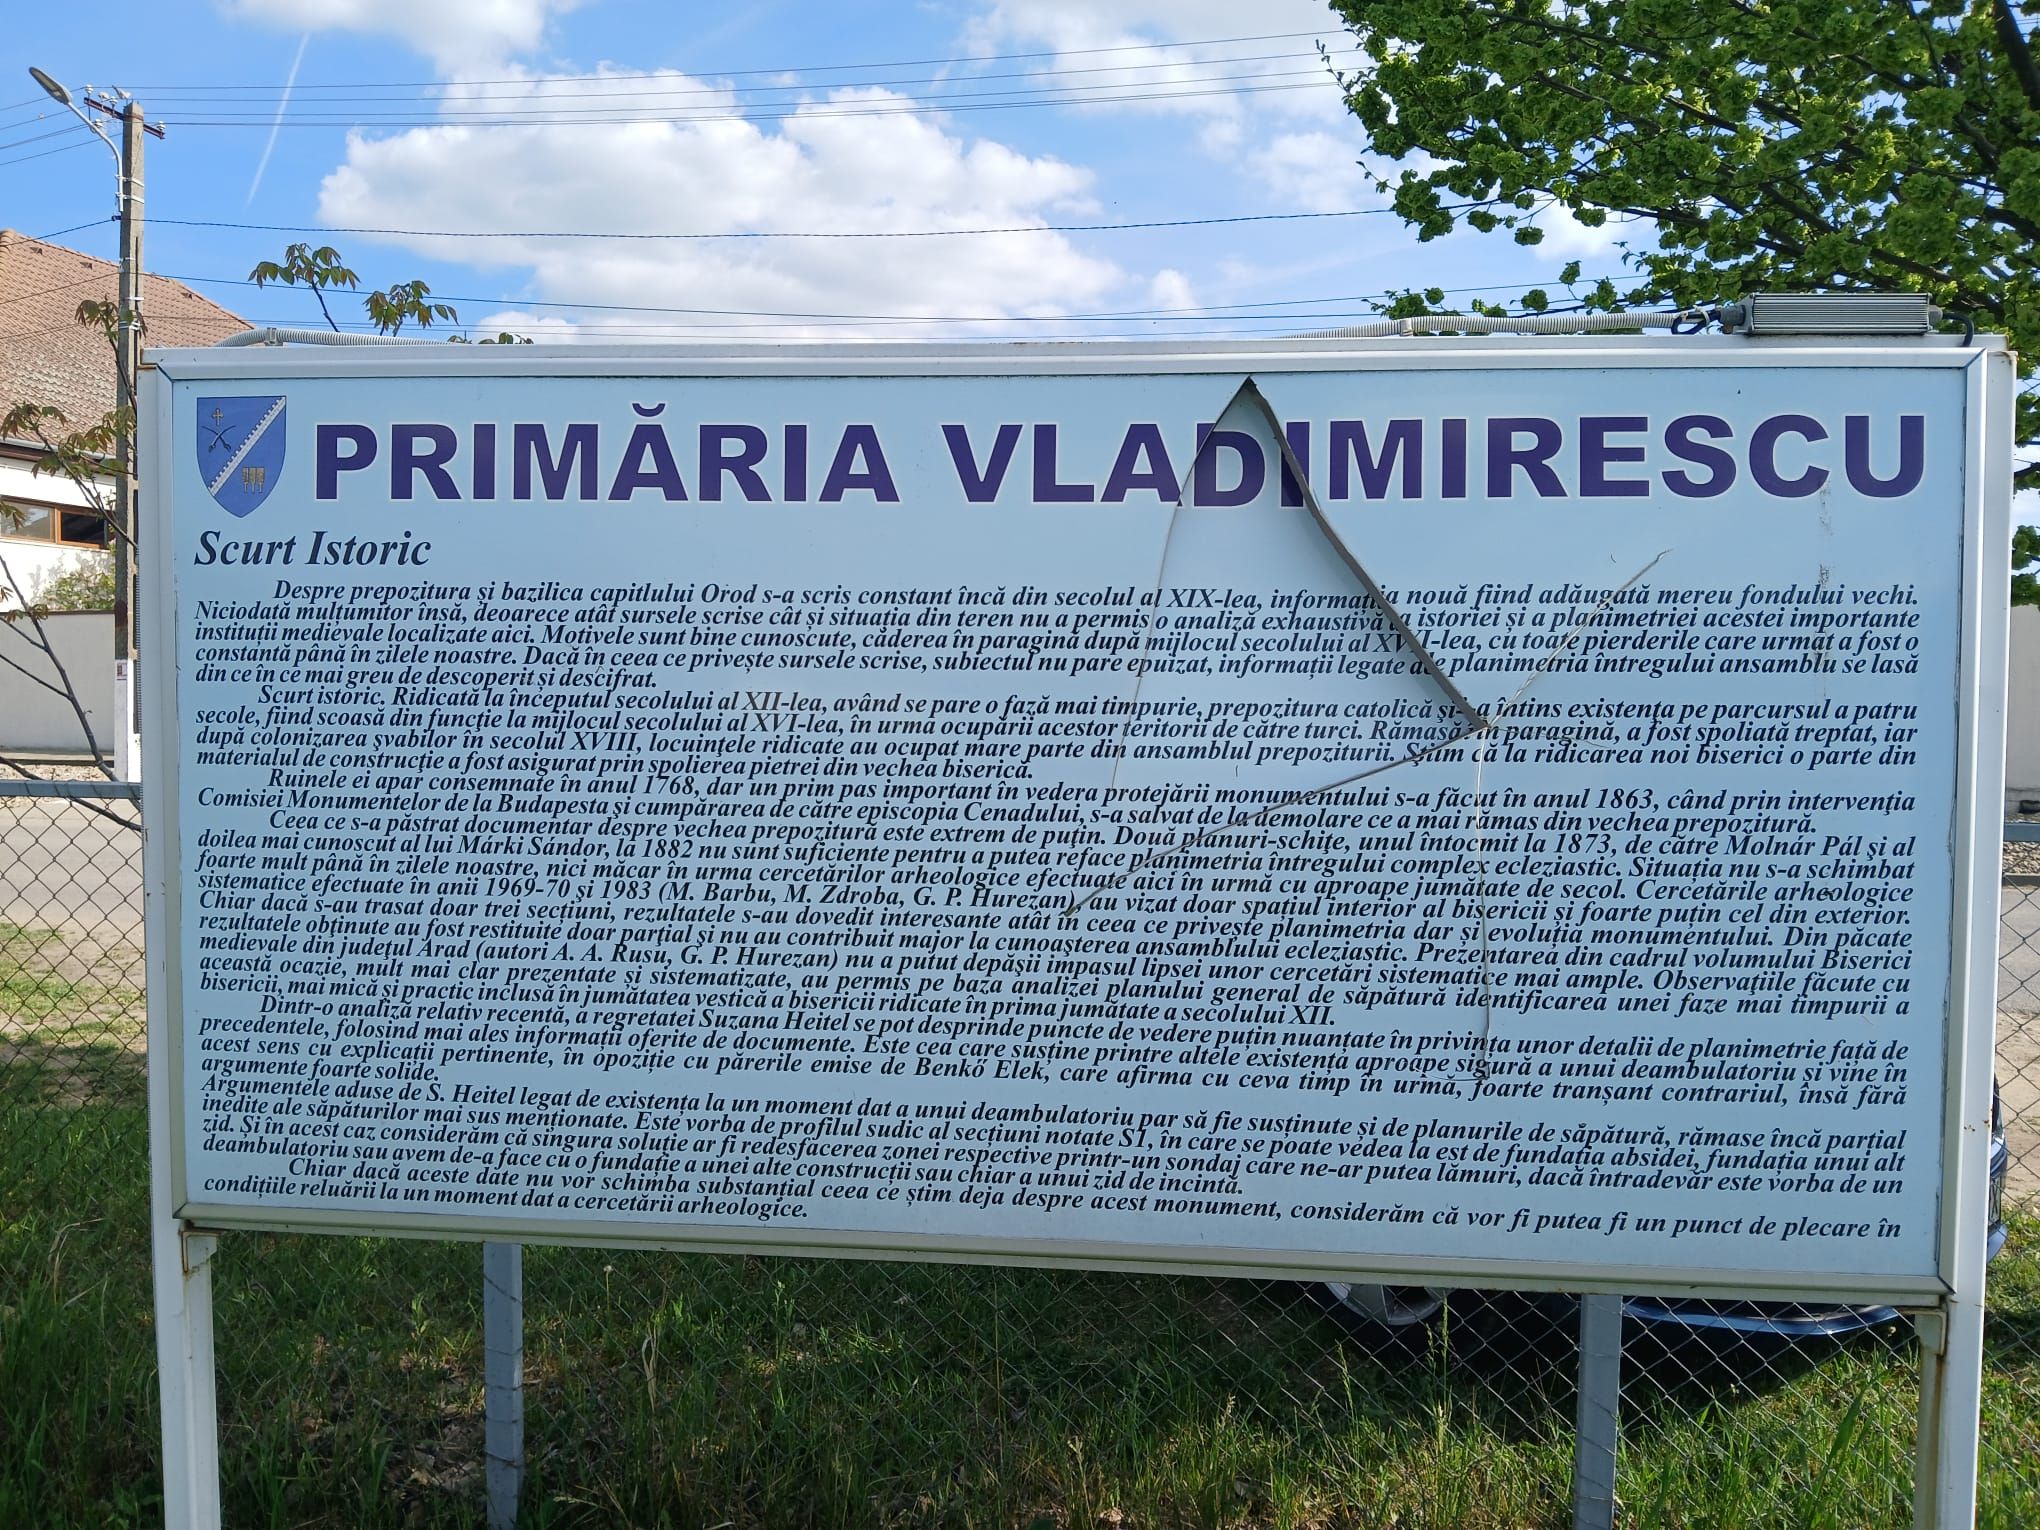 PRIMĂRIA VLADIMIRESCU
Scurt Istoric
Despre prepozitura și bazilica capitlului Orod s-a scris constant încă din secolul al XIX-lea, informația nouă fiind adăugată mereu fondului vechi.
Niciodată mulțumitor însă, deoarece atât sursele scrise cât și situația din teren nu a permis o analiză exhaustivă a istoriei și a planimetriei acestei importante
instituții medievale localizate aici. Motivele sunt bine cunoscute, căderea în paragină după mijlocul secolului al XVI-lea, cu toate pierderile care urmat a fost o
constantă până în zilele noastre. Dacă în ceea ce privește sursele scrise, subiectul nu pare epuizat, informații legate de planimetria întregului ansamblu se lasă
din ce în ce mai greu de descoperit și descifrat.
Scurt istoric. Ridicată la începutul secolului al XII-lea, având se pare o fază mai timpurie, prepozitura catolică şi-a întins existenţa pe parcursul a patru
secole, fiind scoasă din funcţie la mijlocul secolului al XVI-lea, în urma ocupării acestor teritorii de către turci. Rămasă în paragină, a fost spoliată treptat, iar
după colonizarea şvabilor în secolul XVIII, locuinţele ridicate au ocupat mare parte din ansamblul prepoziturii. Ştim că la ridicarea noi biserici o parte din
materialul de construcţie a fost asigurat prin spolierea pietrei din vechea biserică.
Ruinele ei apar consemnate în anul 1768, dar un prim pas important în vedera protejării monumentului s-a făcut în anul 1863, când prin intervenţia
Comisiei Monumentelor de la Budapesta şi cumpărarea de către episcopia Cenadului, s-a salvat de la demolare ce a mai rămas din vechea prepozitură.
Ceea ce s-a păstrat documentar despre vechea prepozitură este extrem de puţin. Două planuri-schiţe, unul întocmit la 1873, de către Molnár Pál şi al
doilea mai cunoscut al lui Márki Sándor, la 1882 nu sunt suficiente pentru a putea reface planimetria întregului complex ecleziastic. Situaţia nu s-a schimbat
foarte mult până în zilele noastre, nici măcar în urma cercetărilor arheologice efectuate aici în urmă cu aproape jumătate de secol. Cercetările arheologice
sistematice efectuate în anii 1969-70 şi 1983 (M. Barbu, M. Zdroba, G. P. Hurezan), au vizat doar spațiul interior al bisericii și foarte puțin cel din exterior.
Chiar dacă s-au trasat doar trei secțiuni, rezultatele s-au dovedit interesante atât în ceea ce privește planimetria dar și evoluția monumentului. Din păcate
rezultatele obţinute au fost restituite doar parţial şi nu au contribuit major la cunoaşterea ansamblului ecleziastic. Prezentarea din cadrul volumului Biserici
medievale din judeţul Arad (autori A. A. Rusu, G. P. Hurezan) nu a putut depăşii impasul lipsei unor cercetări sistematice mai ample. Observaţiile făcute cu
această ocazie, mult mai clar prezentate și sistematizate, au permis pe baza analizei planului general de săpătură identificarea unei faze mai timpurii a
bisericii, mai mică și practic inclusă în jumătatea vestică a bisericii ridicate în prima jumătate a secolului XII.
Dintr-o analiză relativ recentă, a regretatei Suzana Heitel se pot desprinde puncte de vedere puțin nuanțate în privința unor detalii de planimetrie față de
precedentele, folosind mai ales informații oferite de documente. Este cea care susține printre altele existența aproape sigură a unui deambulatoriu și vine în
acest sens cu explicații pertinente, în opoziție cu părerile emise de Benkő Elek, care afirma cu ceva timp în urmă, foarte tranșant contrariul, însă fără
argumente foarte solide.
Argumentele aduse de S. Heitel legat de existența la un moment dat a unui deambulatoriu par să fie susținute și de planurile de săpătură, rămase încă parțial
inedite ale săpăturilor mai sus menționate. Este vorba de profilul sudic al secțiuni notate S1, în care se poate vedea la est de fundația absidei, fundația unui alt
zid. Și în acest caz considerăm că singura soluție ar fi redesfacerea zonei respective printr-un sondaj care ne-ar putea lămuri, dacă întradevăr este vorba de un
deambulatoriu sau avem de-a face cu o fundație a unei alte construcții sau chiar a unui zid de incintă.
Chiar dacă aceste date nu vor schimba substanțial ceea ce știm deja despre acest monument, considerăm că vor fi putea fi un punct de plecare în
condițiile reluării la un moment dat a cercetării arheologice.